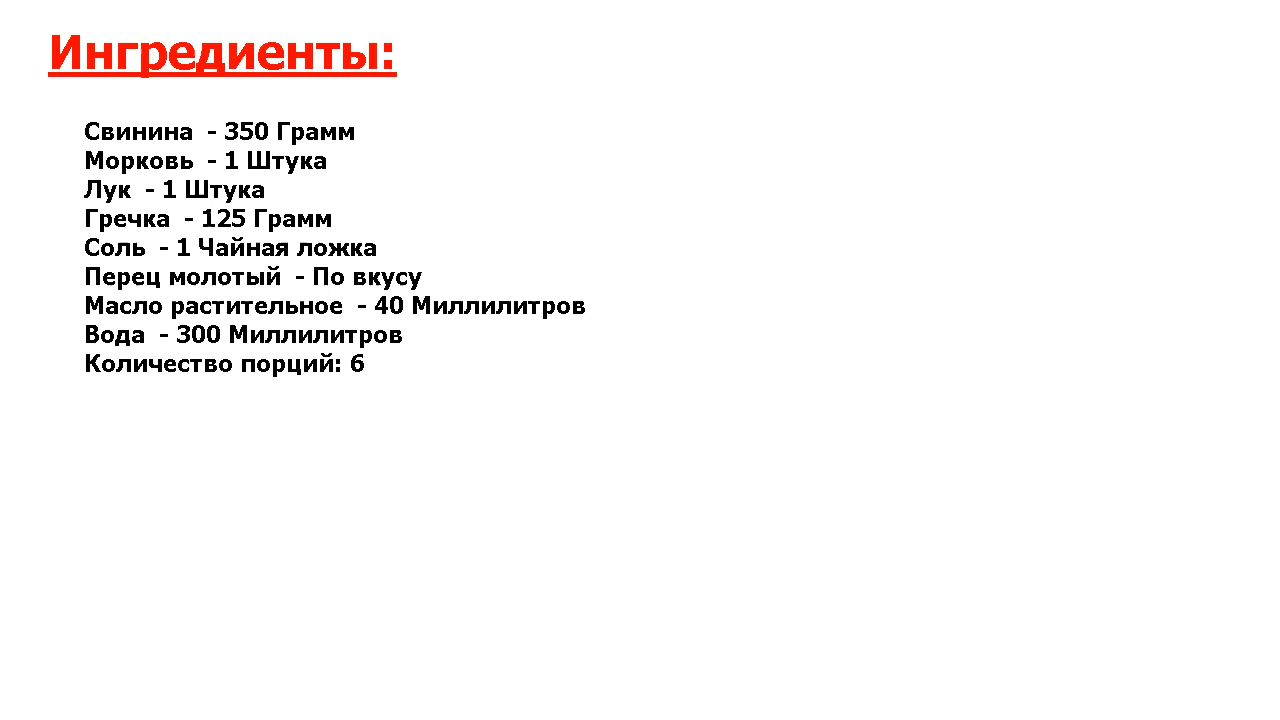 Ингредиенты:
Свинина  - 350 Грамм
Морковь  - 1 Штука
Лук  - 1 Штука
Гречка  - 125 Грамм
Соль  - 1 Чайная ложка
Перец молотый  - По вкусу
Масло растительное  - 40 Миллилитров
Вода  - 300 Миллилитров
Количество порций: 6